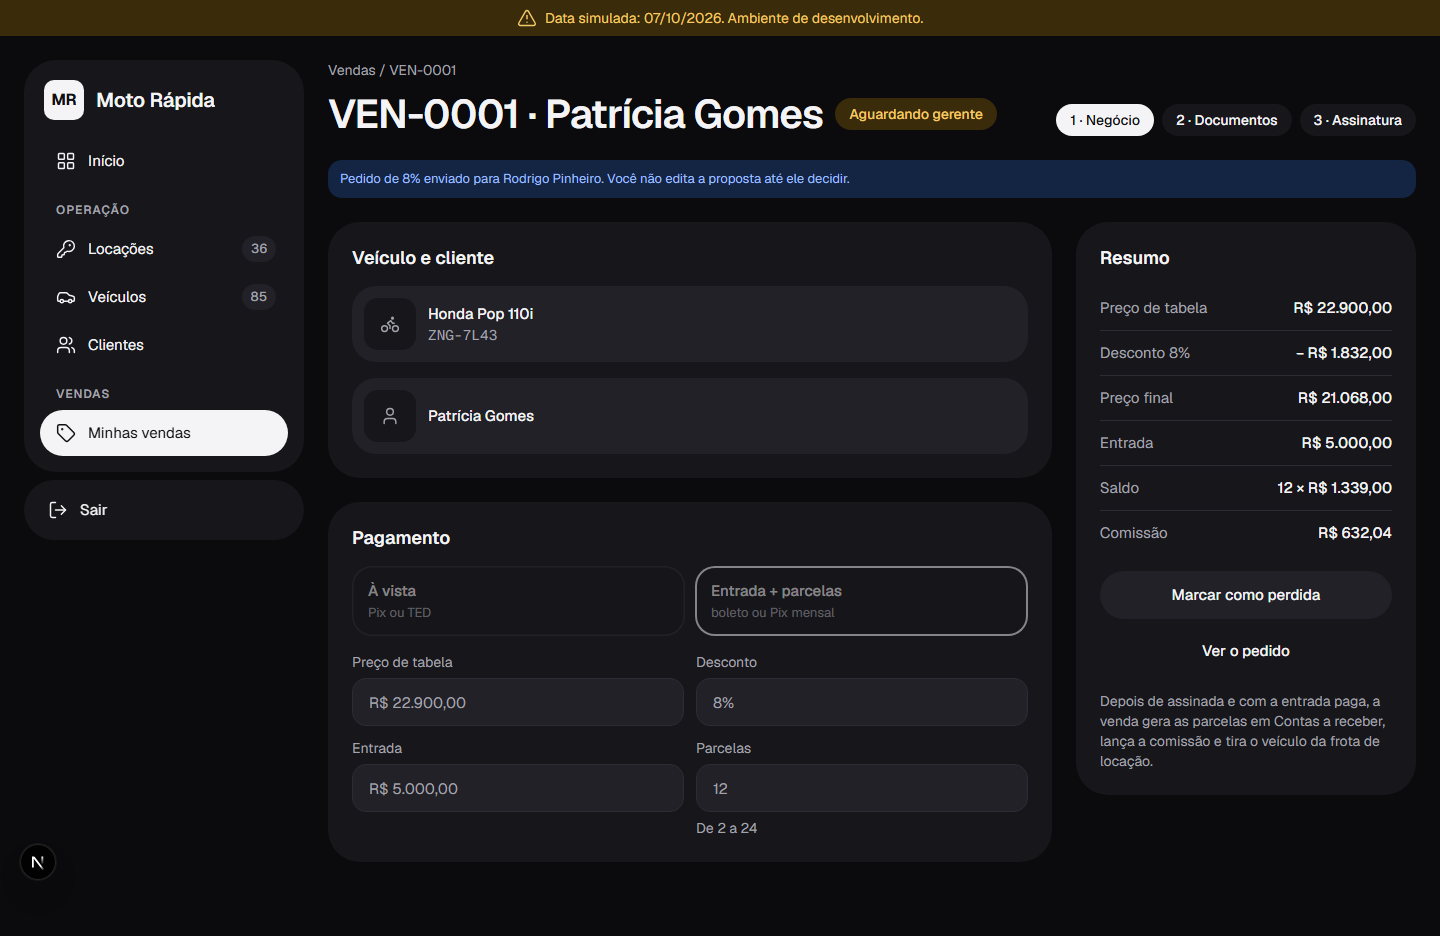 Data simulada: 07/10/2026. Ambiente de desenvolvimento.
MR
Moto Rápida
Início
OPERAÇÃO
Locações
36
Veículos
85
Clientes
VENDAS
Minhas vendas
Sair
Vendas / VEN-0001
VEN-0001 · Patrícia Gomes
Aguardando gerente
1 · Negócio
2 · Documentos
3 · Assinatura
Pedido de 8% enviado para Rodrigo Pinheiro. Você não edita a proposta até ele decidir.
Veículo e cliente
Honda Pop 110i
ZNG-7L43
Patrícia Gomes
Pagamento
À vista
Pix ou TED
Entrada + parcelas
boleto ou Pix mensal
Preço de tabela
R$ 22.900,00
Desconto
8%
Entrada
R$ 5.000,00
Parcelas
12
De 2 a 24
Resumo
Preço de tabela
R$ 22.900,00
Desconto 8%
− R$ 1.832,00
Preço final
R$ 21.068,00
Entrada
R$ 5.000,00
Saldo
12 × R$ 1.339,00
Comissão
R$ 632,04
Marcar como perdida
Ver o pedido
Depois de assinada e com a entrada paga, a
venda gera as parcelas em Contas a receber,
lança a comissão e tira o veículo da frota de
locação.
N